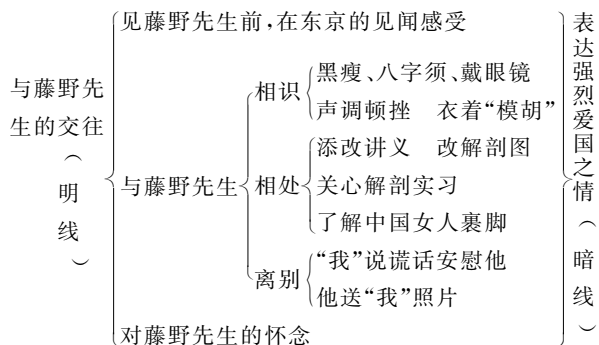 见藤野先生前,在东京的见闻感受
与藤野先
生的交往
︵
明
线
︶
与藤野先生
相识
黑瘦、八字须、戴眼镜
声调顿挫 衣着“模胡”
相处
添改讲义 改解剖图
关心解剖实习
了解中国女人裹脚
离别
“我”说谎话安慰他
他送“我”照片
对藤野先生的怀念
表达强烈爱国之情︵暗线︶